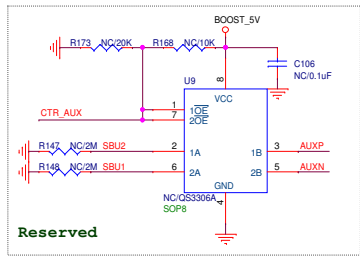 BOOST_5V
R173 NC/20K R168 NC/10K
C106
NC/0.1uF
U9
8
VCC
CTR_AUX
1 1OE
7 2OE
R147 NC/2M SBU2 2 1A 1B 3 AUXP
R148 NC/2M SBU1 6 2A 2B 5 AUXN
GND
4
NC/QS3306A
SOP8
Reserved